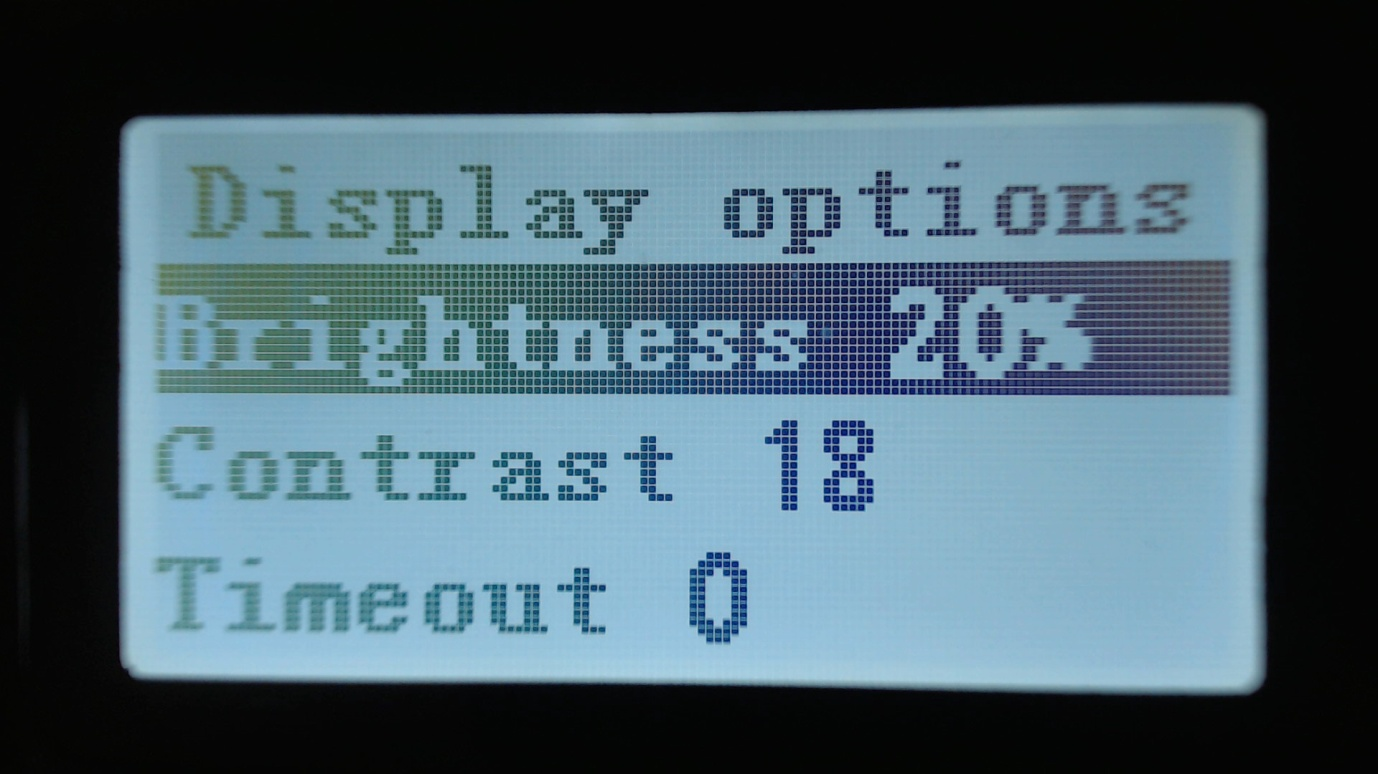 Display options
Brightness 20%
Contrast 18
Timeout 0